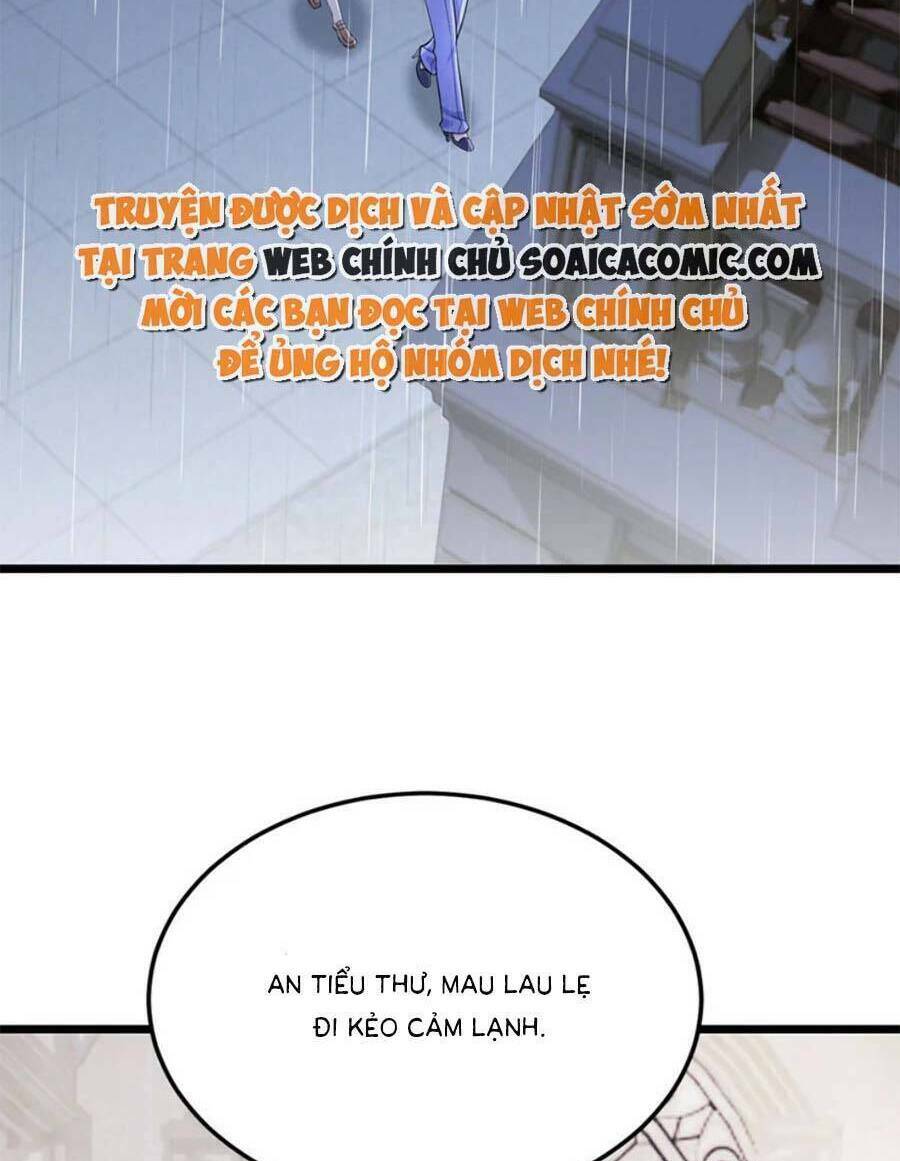 TRUYỆN ĐƯỢC DỊCH VÀ CẬP NHẬT SỚM NHẤT
TẠI TRANG WEB CHÍNH CHỦ SOAICACOMIC.COM
MỜI CÁC BẠN ĐỌC TẠI WEB CHÍNH CHỦ
ĐỂ ỦNG HỘ NHÓM DỊCH NHÉ!
AN TIỂU THƯ, MAU LAU LẸ
ĐI KẺO CẢM LẠNH.